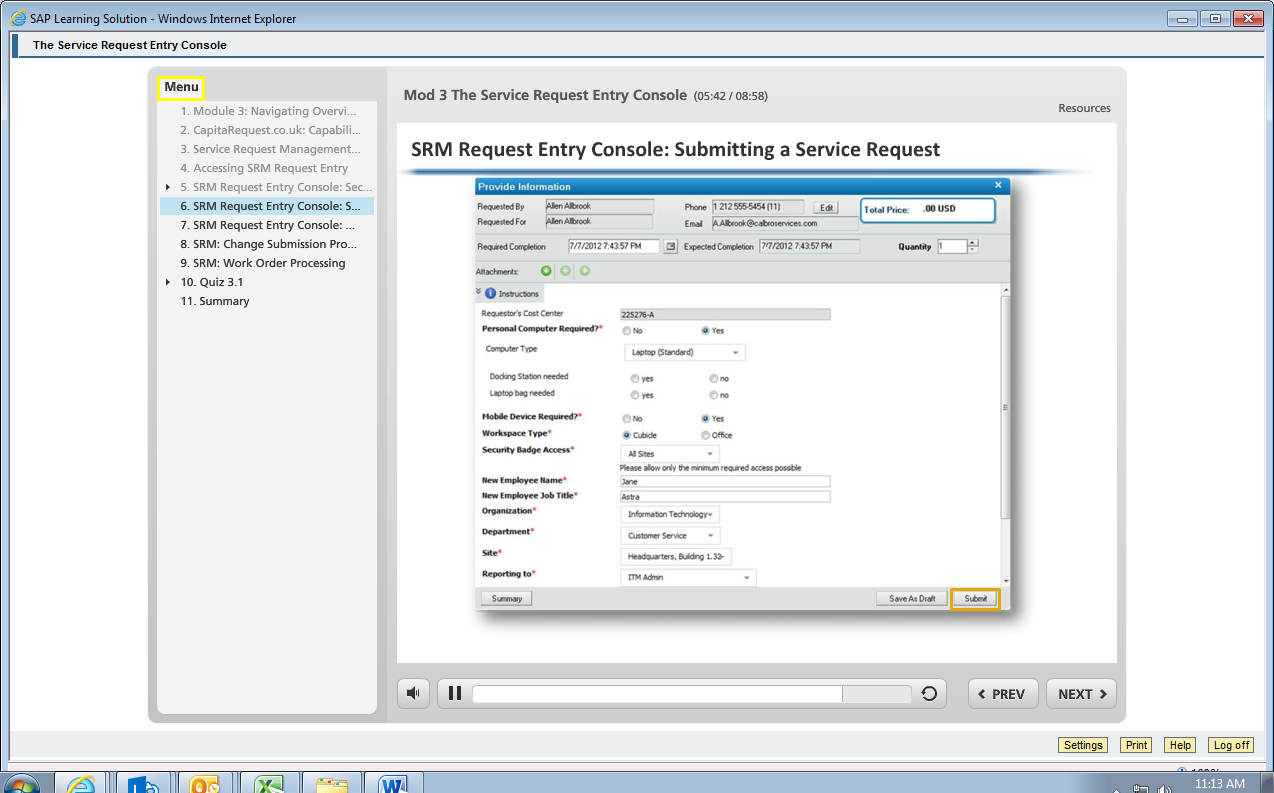 SAP Learning Solution - Windows Internet Explorer
The Service Request Entry Console
Menu
1. Module 3: Navigating Overvi...
2. CapitaRequest.co.uk: Capabili...
3. Service Request Management...
4. Accessing SRM Request Entry
5. SRM Request Entry Console: Sec...
6. SRM Request Entry Console: S...
7. SRM Request Entry Console: ...
8. SRM: Change Submission Pro...
9. SRM: Work Order Processing
10. Quiz 3.1
11. Summary
Mod 3 The Service Request Entry Console (05:42 / 08:58)
Resources
SRM Request Entry Console: Submitting a Service Request
Provide Information
Requested By Allen Allbrook Phone 1 212 555-5454 (11) Edit Total Price: .00 USD
Requested For Allen Allbrook Email A.Allbrook@calbroservices.com
Required Completion 7/7/2012 7:43:57 PM Expected Completion 7/7/2012 7:43:57 PM Quantity 1
Attachments:
Instructions
Requestor's Cost Center 225276-A
Personal Computer Required?* No Yes
Computer Type Laptop (Standard)
Docking Station needed yes no
Laptop bag needed yes no
Mobile Device Required?* No Yes
Workspace Type* Cubicle Office
Security Badge Access* All Sites
Please allow only the minimum required access possible
New Employee Name* Jane
New Employee Job Title* Astra
Organization* Information Technology
Department* Customer Service
Site* Headquarters, Building 1.32
Reporting to* ITM Admin
Summary Save As Draft Submit
PREV NEXT
Settings Print Help Log off
11:13 AM